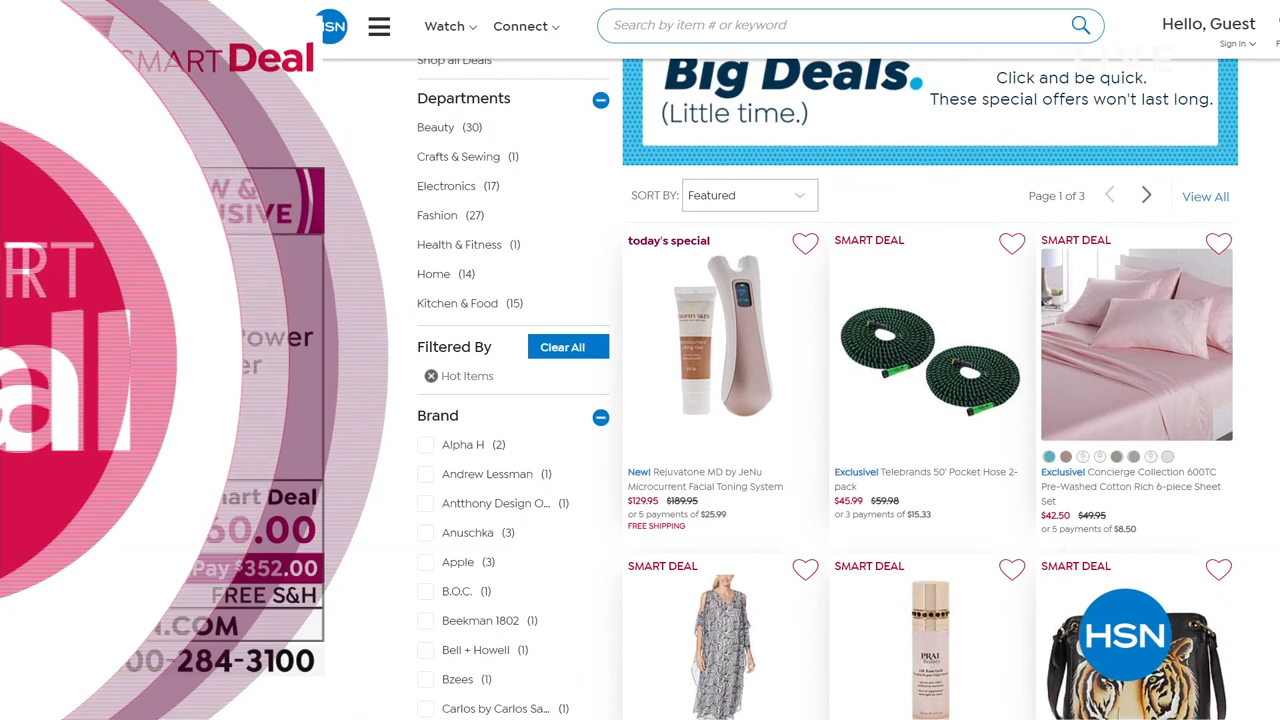 SMART Deal
HSN
Watch
Connect
Search by item # or keyword
Hello, Guest
Sign In
Shop all Deals
LIVE
Big Deals.
(Little time.)
Click and be quick.
These special offers won't last long.
Departments
Beauty (30)
Crafts & Sewing (1)
Electronics (17)
Fashion (27)
Health & Fitness (1)
Home (14)
Kitchen & Food (15)
Filtered By
Clear All
Hot Items
Brand
Alpha H (2)
Andrew Lessman (1)
Antthony Design O... (1)
Anuschka (3)
Apple (3)
B.O.C. (1)
Beekman 1802 (1)
Bell + Howell (1)
Bzees (1)
Carlos by Carlos Sa... (1)
SORT BY: Featured
Page 1 of 3
View All
today's special
New! Rejuvatone MD by JeNu
Microcurrent Facial Toning System
$129.95 $189.95
or 5 payments of $25.99
FREE SHIPPING
SMART DEAL
Exclusive! Telebrands 50' Pocket Hose 2-
pack
$45.99 $59.98
or 3 payments of $15.33
SMART DEAL
Exclusive! Concierge Collection 600TC
Pre-Washed Cotton Rich 6-piece Sheet
Set
$42.50 $49.95
or 5 payments of $8.50
SMART DEAL
SMART DEAL
PRAI
SMART DEAL
HSN
Deal
60.00
Pay $352.00
FREE S&H
.COM
-284-3100